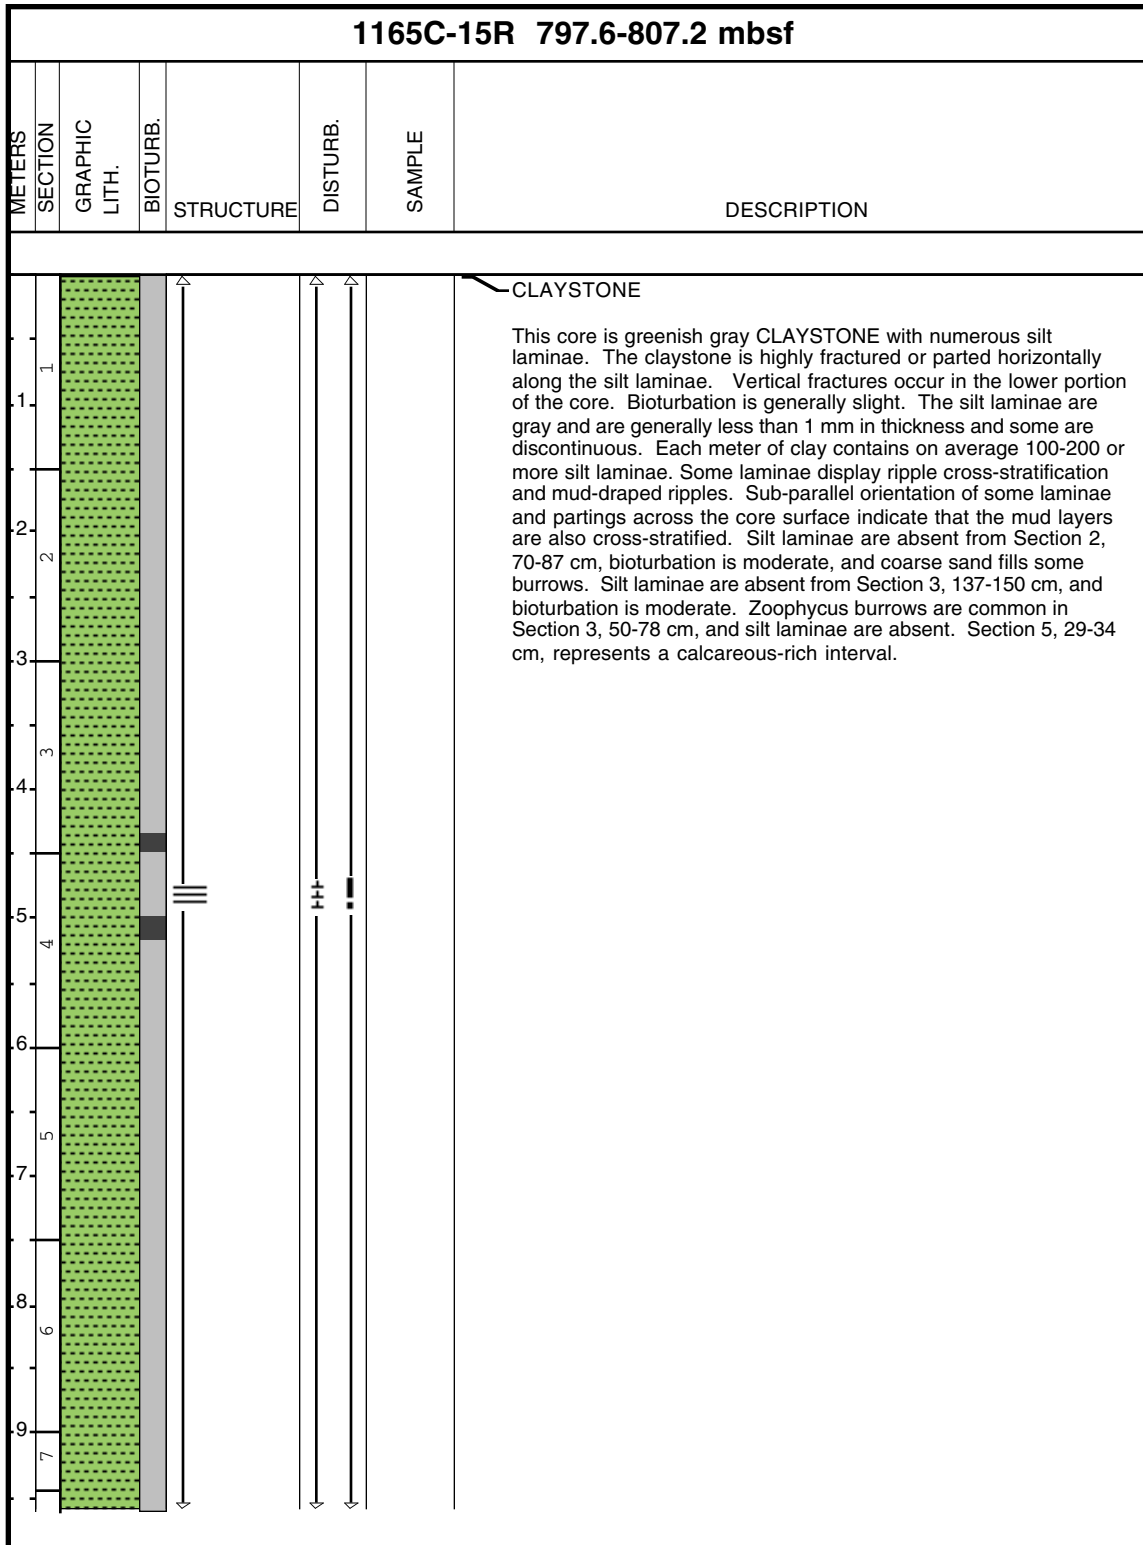 1165C-15R 797.6-807.2 mbsf
METERS
SECTION
GRAPHIC
LITH.
BIOTURB.
STRUCTURE
DISTURB.
SAMPLE
DESCRIPTION
CLAYSTONE
This core is greenish gray CLAYSTONE with numerous silt
laminae. The claystone is highly fractured or parted horizontally
along the silt laminae. Vertical fractures occur in the lower portion
of the core. Bioturbation is generally slight. The silt laminae are
gray and are generally less than 1 mm in thickness and some are
discontinuous. Each meter of clay contains on average 100-200 or
more silt laminae. Some laminae display ripple cross-stratification
and mud-draped ripples. Sub-parallel orientation of some laminae
and partings across the core surface indicate that the mud layers
are also cross-stratified. Silt laminae are absent from Section 2,
70-87 cm, bioturbation is moderate, and coarse sand fills some
burrows. Silt laminae are absent from Section 3, 137-150 cm, and
bioturbation is moderate. Zoophycus burrows are common in
Section 3, 50-78 cm, and silt laminae are absent. Section 5, 29-34
cm, represents a calcareous-rich interval.
1
1
2
2
3
3
4
5
4
6
5
7
8
6
9
7